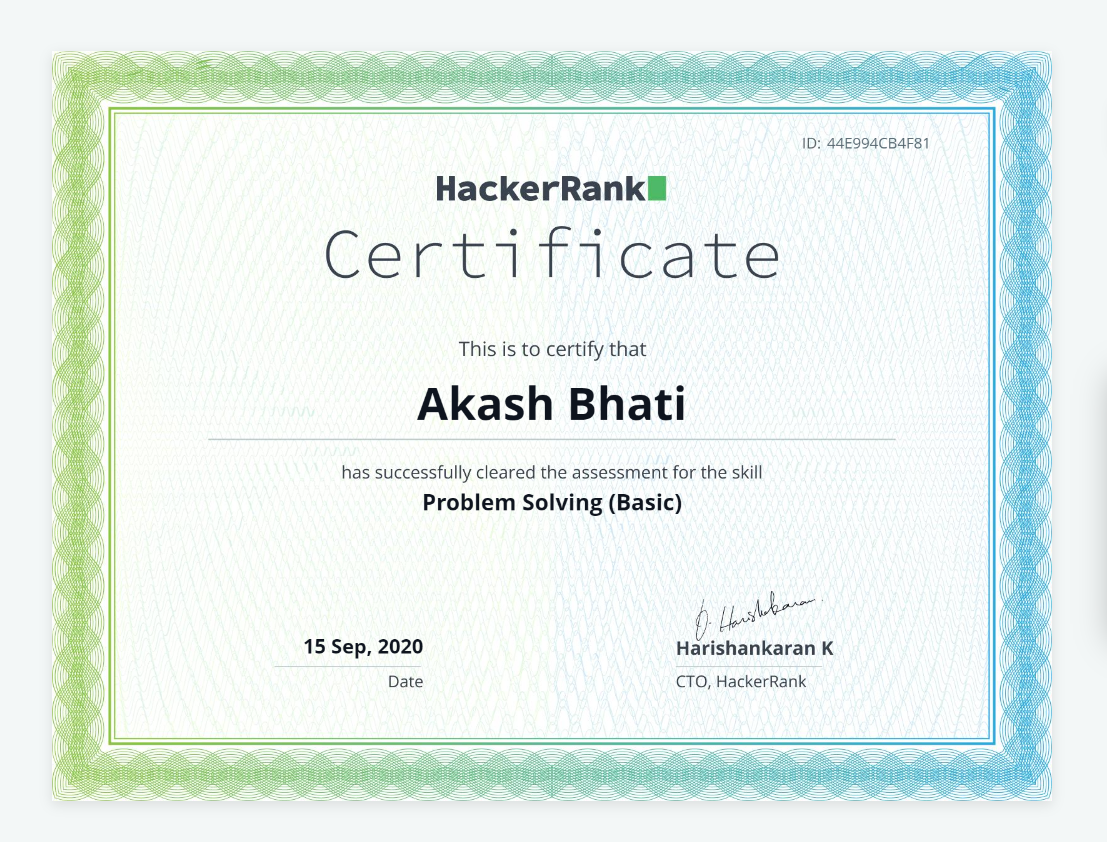 ID: 44E994CB4F81
HackerRank
Certificate
This is to certify that
Akash Bhati
has successfully cleared the assessment for the skill
Problem Solving (Basic)
15 Sep, 2020
Date
Harishankaran K
CTO, HackerRank